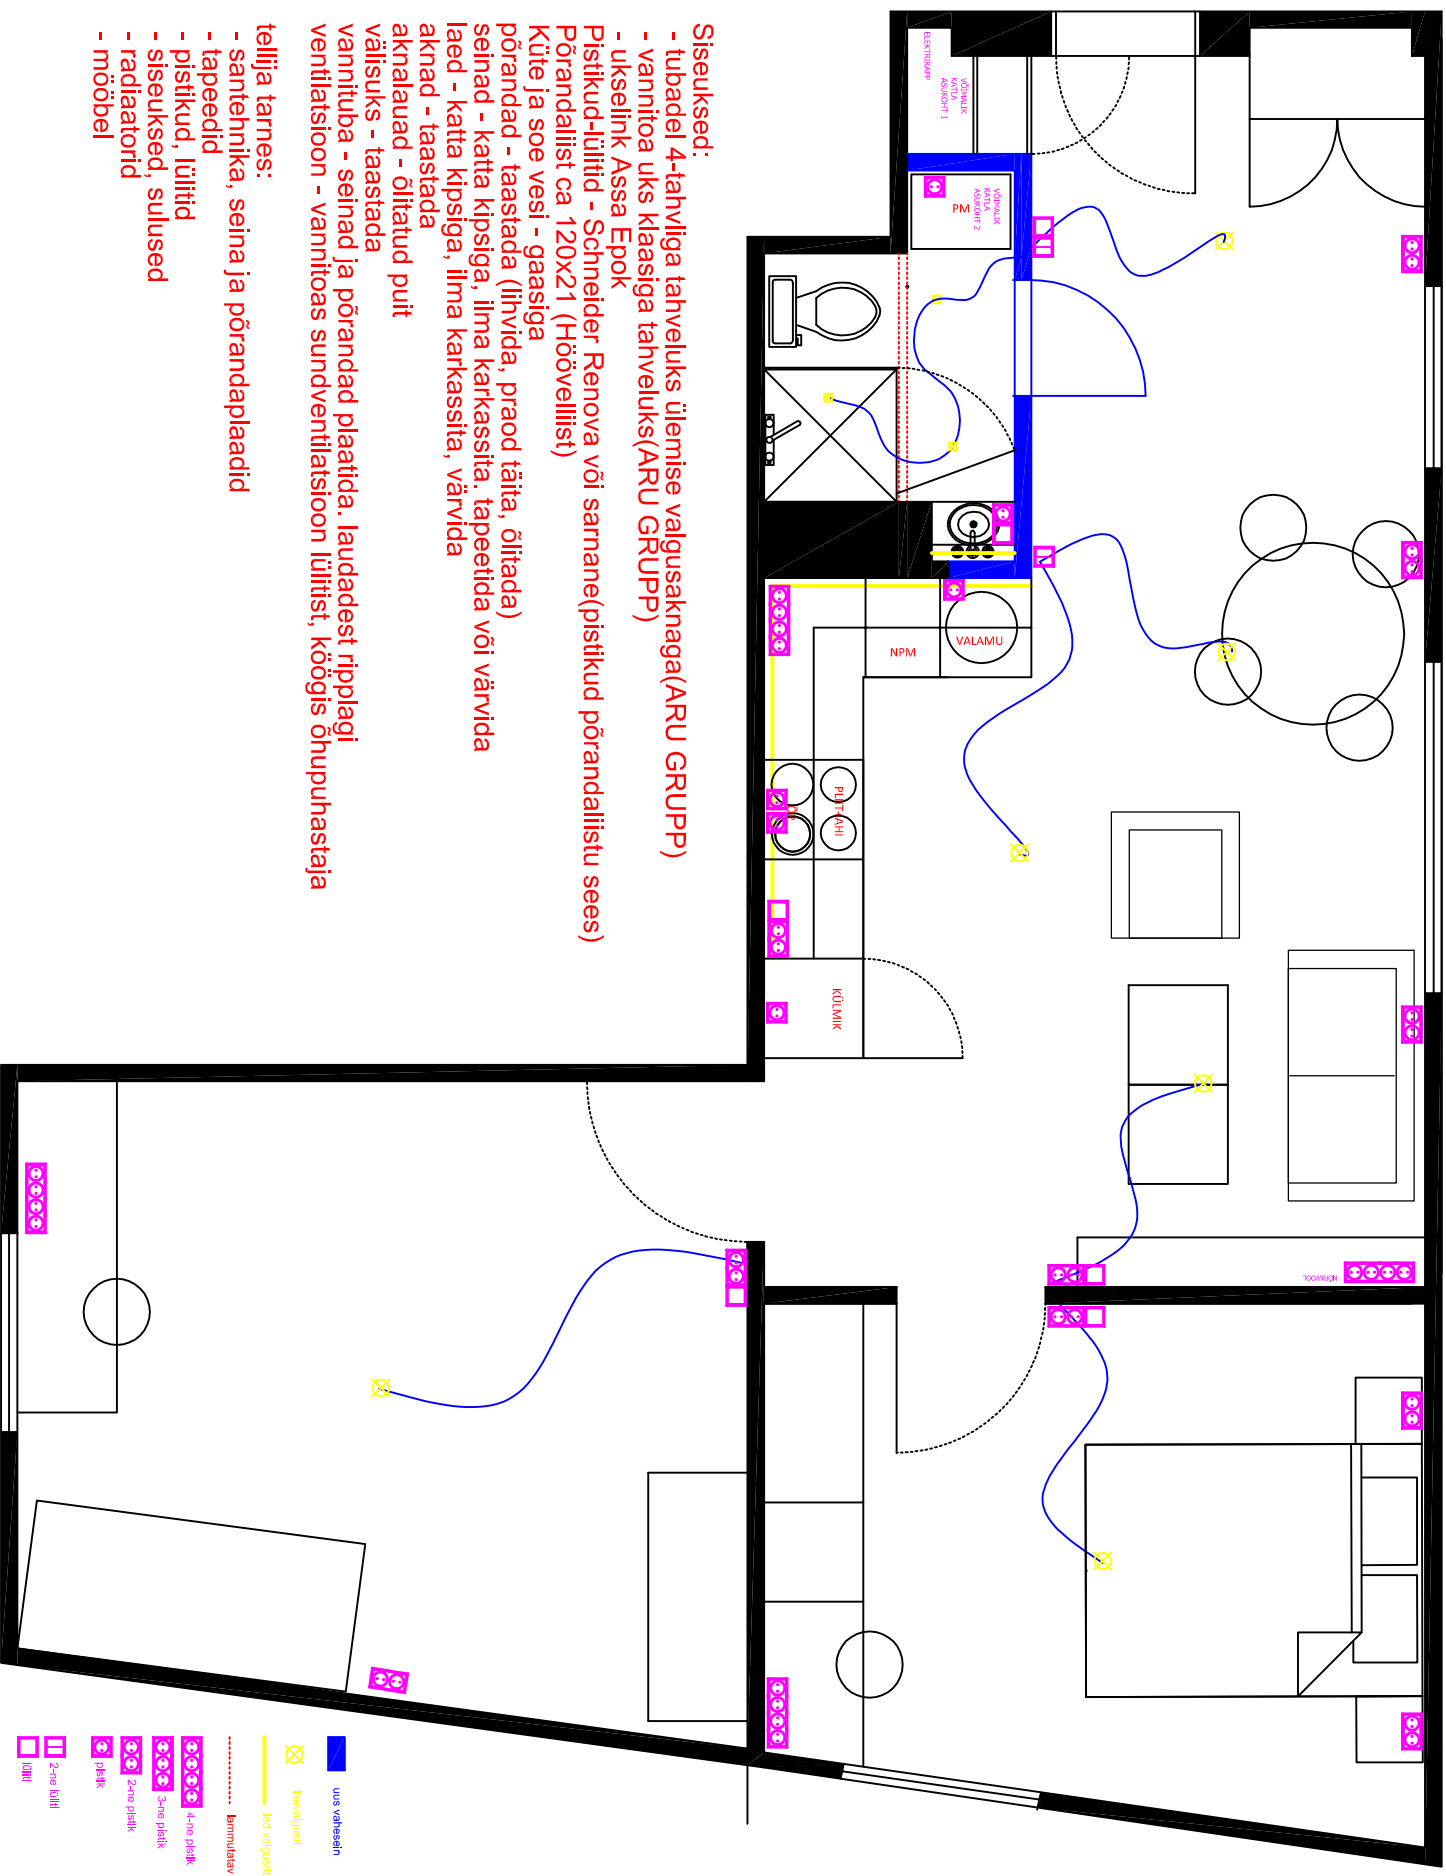 Siseuksed:
- tubadel 4-tahvliga tahveluks ülemise valgusaknaga(ARU GRUPP)
- vannitoa uks klaasiga tahveluks(ARU GRUPP)
- ukselink Assa Epok
Pistikud-lülitid - Schneider Renova või sarnane(pistikud põrandaliistu sees)
Põrandaliist ca 120x21 (Höövelliist)
Küte ja soe vesi - gaasiga
põrandad - taastada (lihvida, praod täita, õlitada)
seinad - katta kipsiga, ilma karkassita. tapeetida või värvida
laed - katta kipsiga, ilma karkassita, värvida
aknad - taastada
aknalauad - õlitatud puit
välisuks - taastada
vannituba - seinad ja põrandad plaatida. laudadest ripplagi
ventilatsioon - vannitoas sundventilatsioon lülitist, köögis õhupuhastaja
tellija tarnes:
- santehnika, seina ja põrandaplaadid
- tapeedid
- pistikud, lülitid
- siseuksed, sulused
- radiaatorid
- mööbel
ELEKTRIKAPP
VÕIMALIK
KATLA
ASUKOHT 1
VÕIMALIK
KATLA
ASUKOHT 2
PM
NPM
VALAMU
PLIIT+AHI
KÜLMIK
NÕRKVOOL
uus vahesein
laevalgusti
led valgusriba
lammutatav
4-ne pistik
3-ne pistik
2-ne pistik
pistik
2-ne lüliti
lüliti